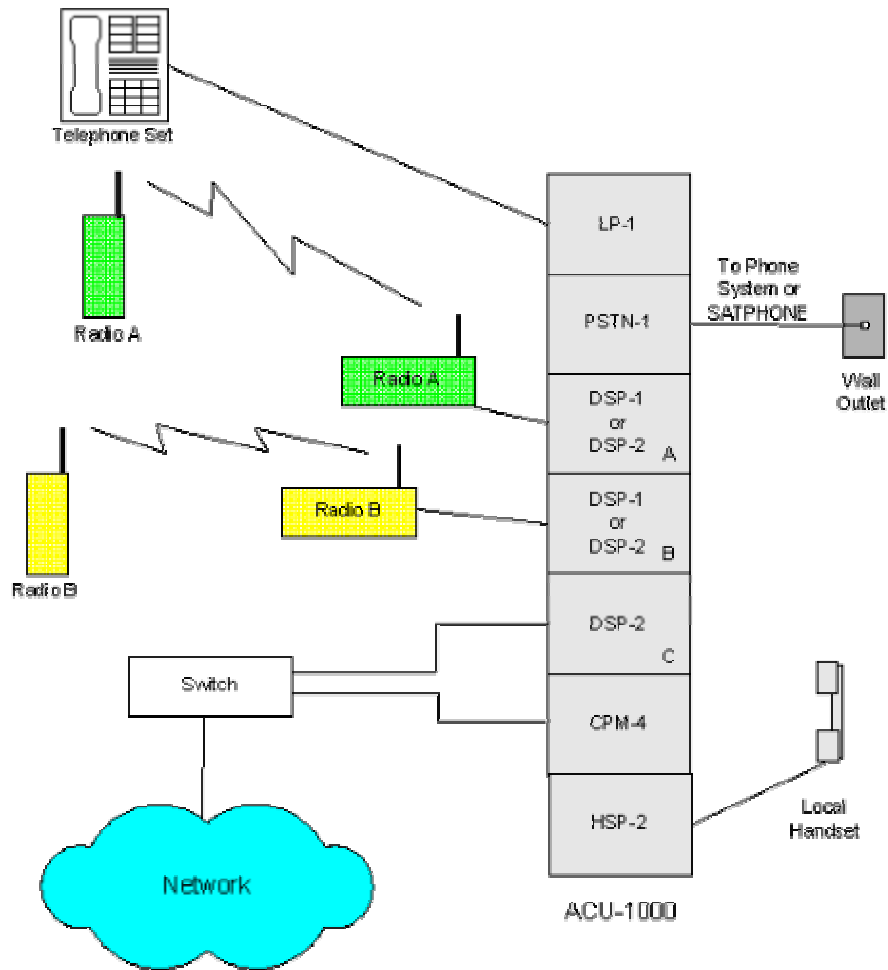 Telephone Set
LP-1
To Phone
System or
SATPHONE
PSTN-1
Wall
Outlet
Radio A
Radio A
DSP-1
or
DSP-2
A
Radio B
DSP-1
or
DSP-2
B
Radio B
DSP-2
C
Switch
CPM-4
HSP-2
Local
Handset
Network
ACU-1000